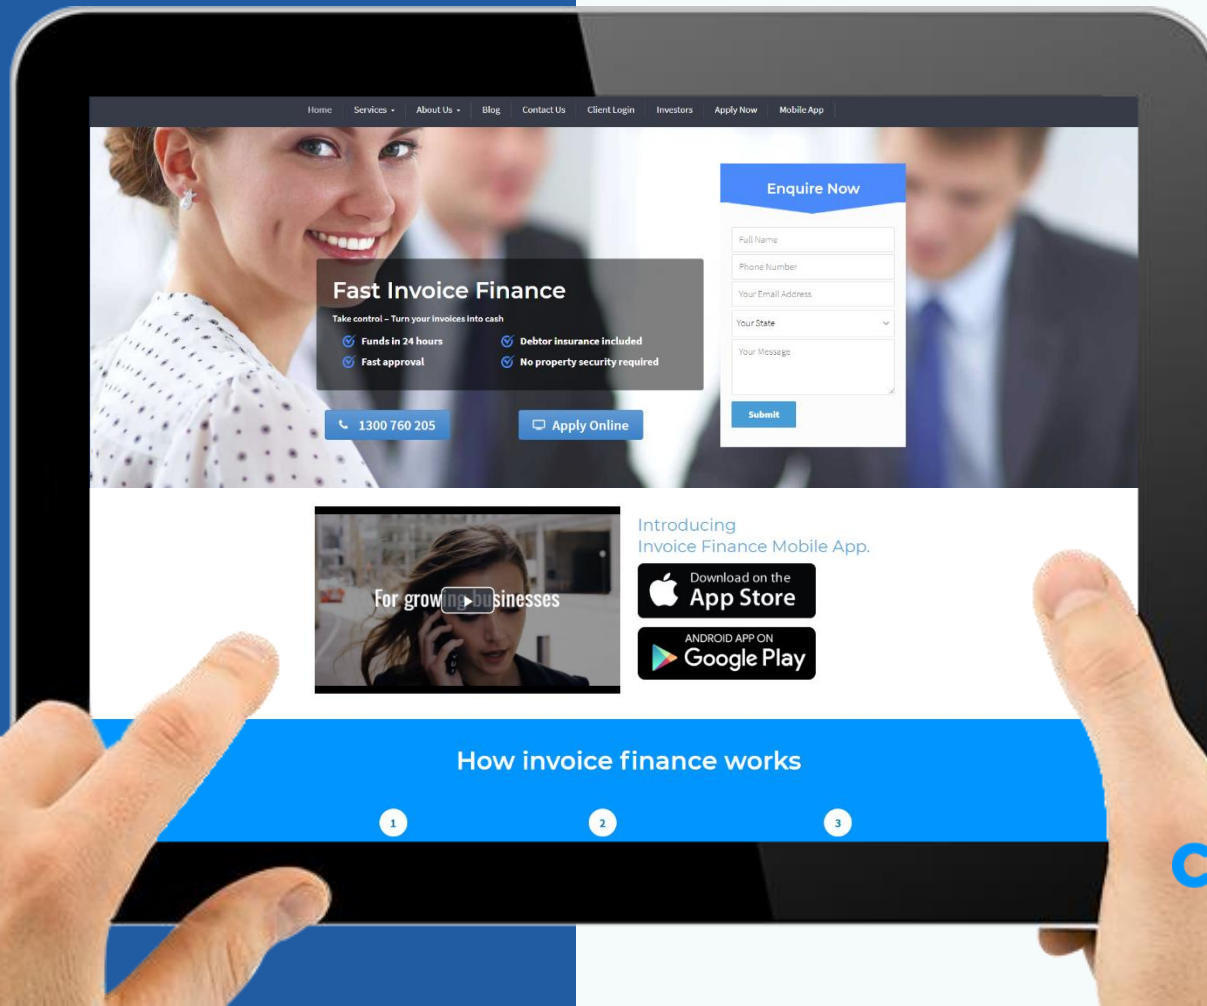 Home Services About Us Blog Contact Us Client Login Investors Apply Now Mobile App
Enquire Now
Full Name
Phone Number
Your Email Address
Your State
Your Message
Submit
Fast Invoice Finance
Take control – Turn your invoices into cash
Funds in 24 hours
Debtor insurance included
Fast approval
No property security required
1300 760 205
Apply Online
For growing businesses
Introducing
Invoice Finance Mobile App.
Download on the
App Store
ANDROID APP ON
Google Play
How invoice finance works
1 2 3